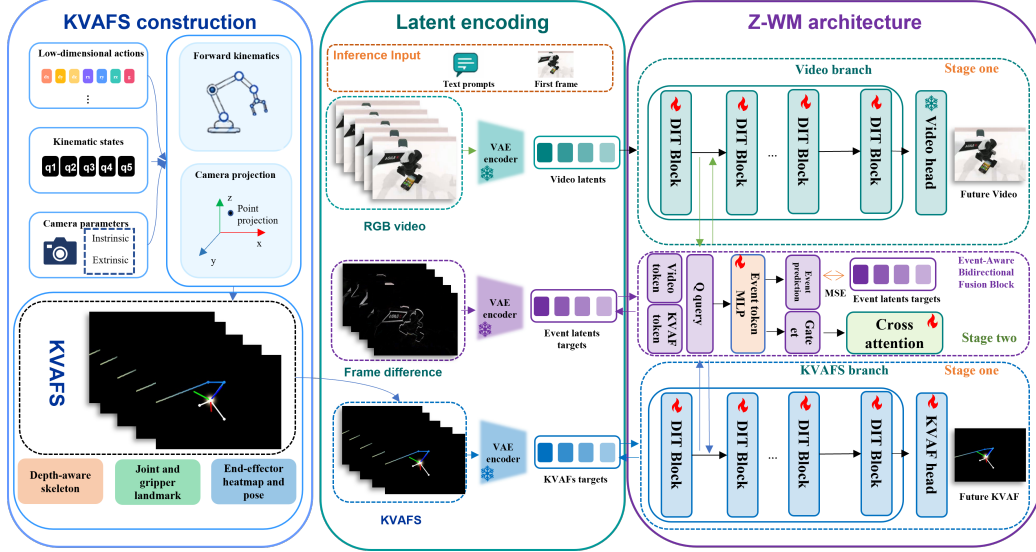 KVAFS construction
Low-dimensional actions
...
Kinematic states
q1 q2 q3 q4 q5
Camera parameters
Instrinsic
Extrinsic
Forward kinematics
Camera projection
z
Point
projection
x
y
KVAFS
Depth-aware
skeleton
Joint and
gripper
landmark
End-effector
heatmap and
pose
Latent encoding
Inference Input
Text prompts
First frame
VAE
encoder
Video latents
RGB video
VAE
encoder
Event latents
targets
Frame difference
VAE
encoder
KVAFs targets
KVAFS
Z-WM architecture
Video branch
Stage one
DIT Block
DIT Block
...
DIT Block
DIT Block
Video head
Future Video
Video
token
KVAF
token
Q query
Event token
MLP
Event
prediction
Gate
et
MSE
Event latents targets
Cross
attention
Event-Aware
Bidirectional
Fusion Block
Stage two
KVAFS branch
Stage one
DIT Block
DIT Block
...
DIT Block
DIT Block
KVAF head
Future KVAF